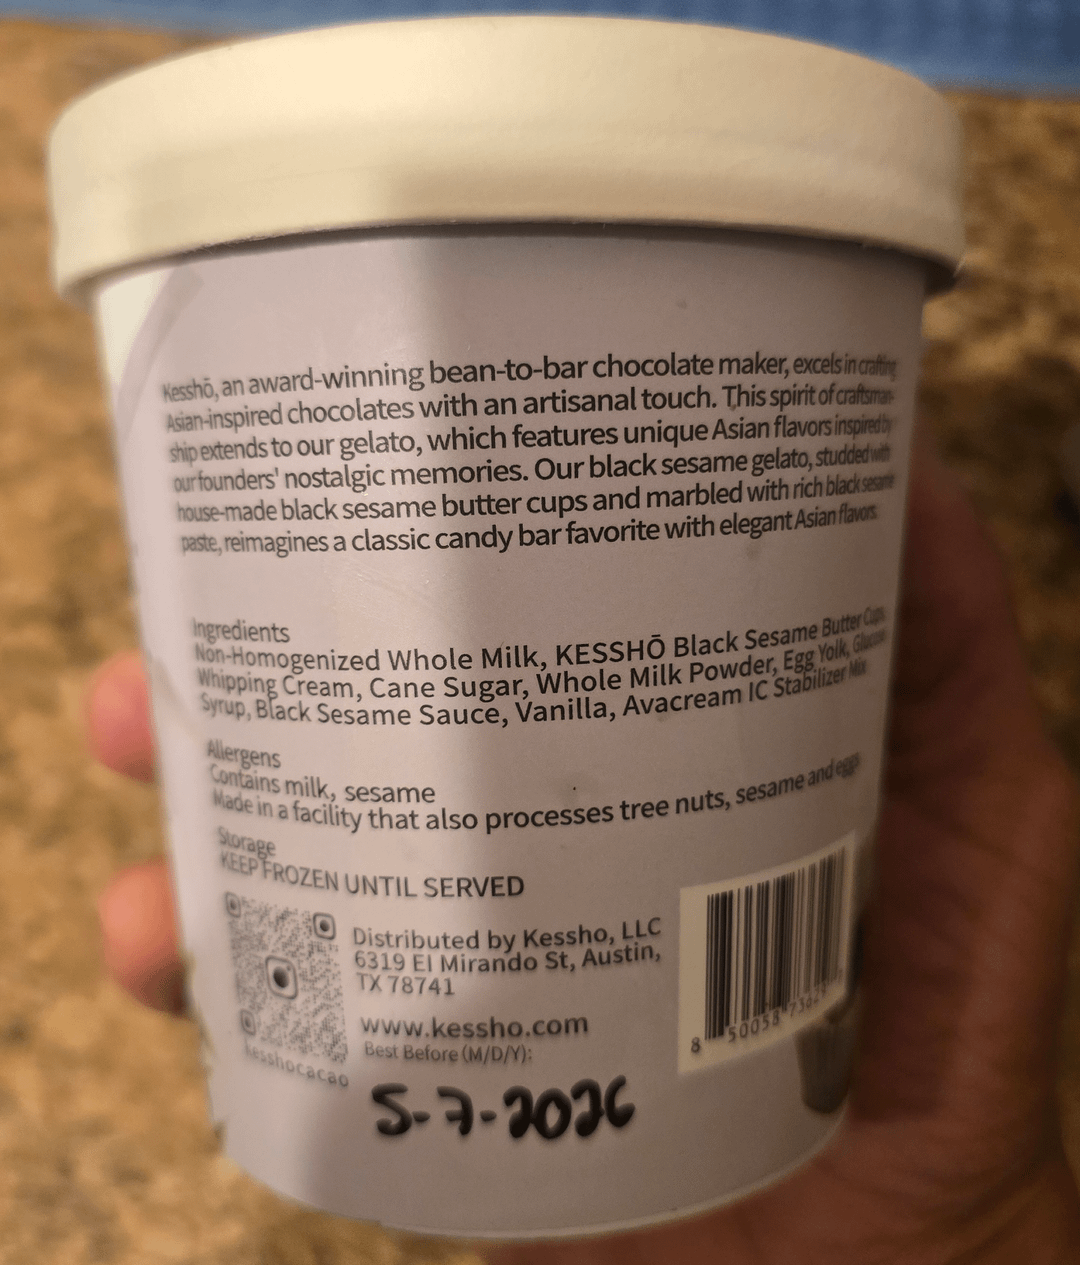 Kesshō, an award-winning bean-to-bar chocolate maker, excels in crafting
Asian-inspired chocolates with an artisanal touch. This spirit of craftsman-
ship extends to our gelato, which features unique Asian flavors inspired by
our founders' nostalgic memories. Our black sesame gelato, studded with
house-made black sesame butter cups and marbled with rich black sesame
paste, reimagines a classic candy bar favorite with elegant Asian flavors.
Ingredients
Non-Homogenized Whole Milk, KESSHŌ Black Sesame Butter Cups,
Whipping Cream, Cane Sugar, Whole Milk Powder, Egg Yolk, Glucose
Syrup, Black Sesame Sauce, Vanilla, Avacream IC Stabilizer Mix
Allergens
Contains milk, sesame
Made in a facility that also processes tree nuts, sesame and eggs
Storage
KEEP FROZEN UNTIL SERVED
Distributed by Kessho, LLC
6319 El Mirando St, Austin,
TX 78741
www.kessho.com
Best Before (M/D/Y):
kesshocacao
5-7-2026
8 50058